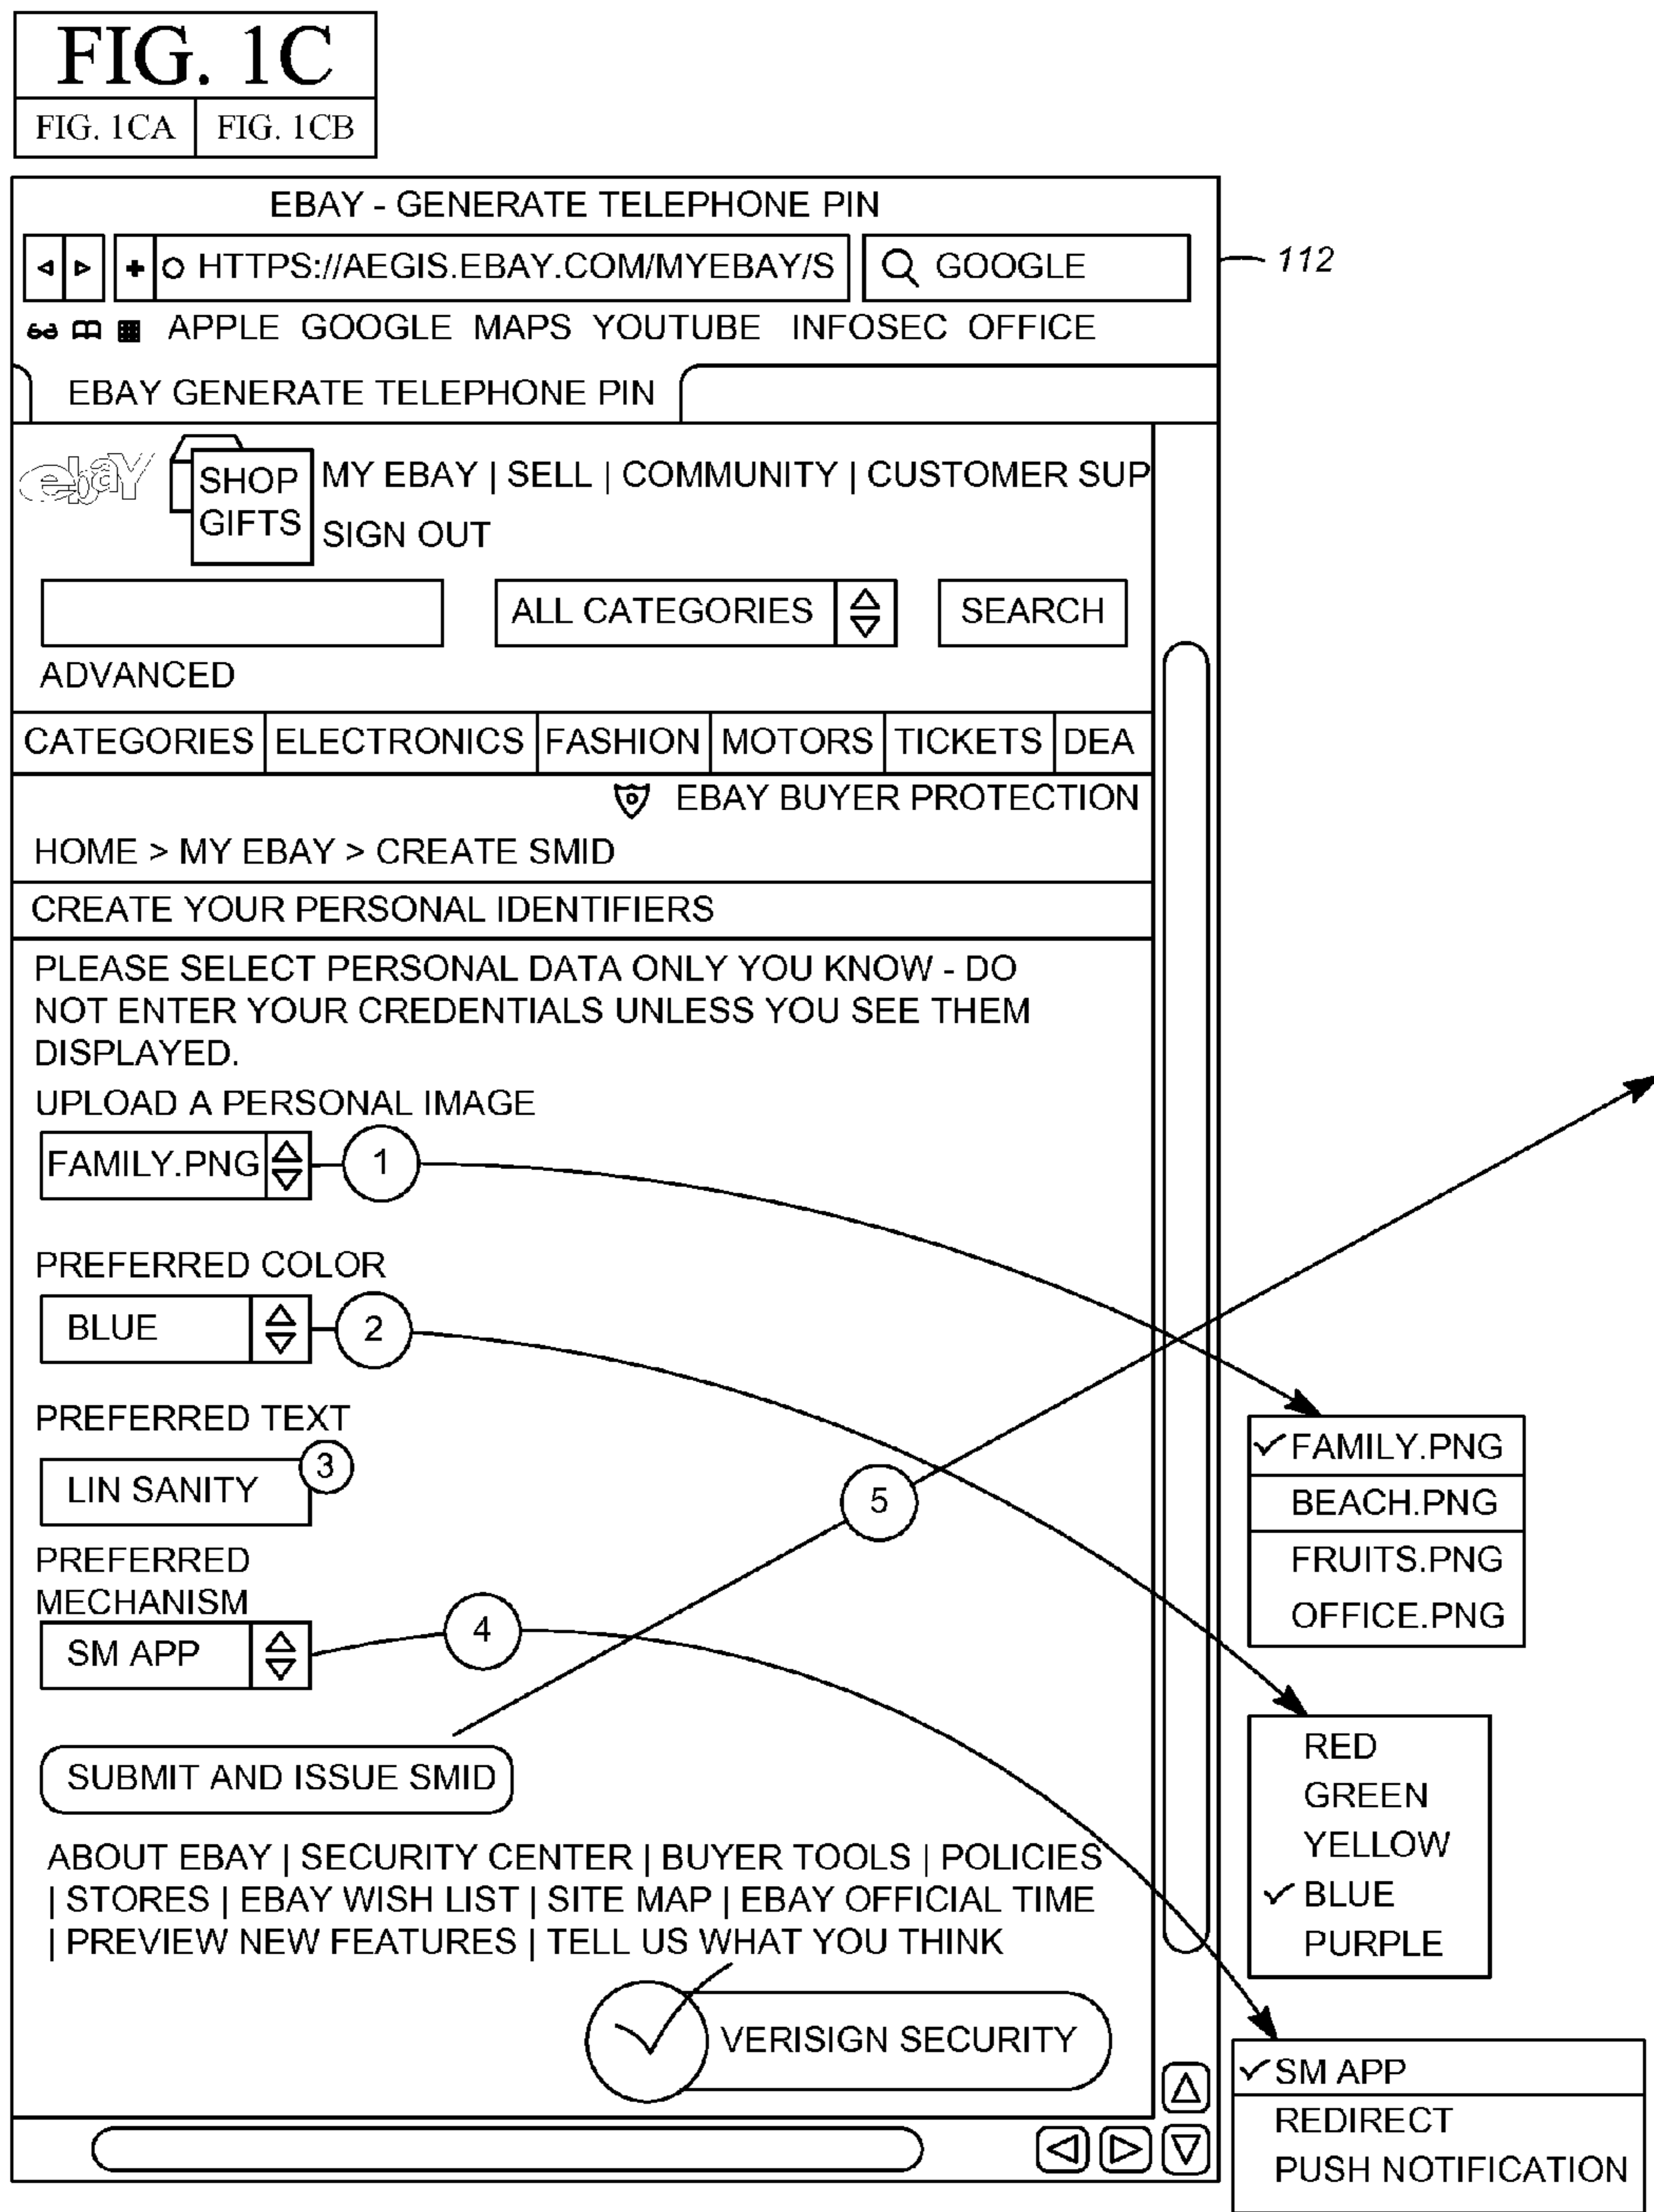 FIG. 1C
FIG. 1CA FIG. 1CB
EBAY - GENERATE TELEPHONE PIN
HTTPS://AEGIS.EBAY.COM/MYEBAY/S GOOGLE
112
APPLE GOOGLE MAPS YOUTUBE INFOSEC OFFICE
EBAY GENERATE TELEPHONE PIN
ebaY
SHOP
GIFTS
MY EBAY | SELL | COMMUNITY | CUSTOMER SUP
SIGN OUT
ALL CATEGORIES SEARCH
ADVANCED
CATEGORIES ELECTRONICS FASHION MOTORS TICKETS DEA
EBAY BUYER PROTECTION
HOME > MY EBAY > CREATE SMID
CREATE YOUR PERSONAL IDENTIFIERS
PLEASE SELECT PERSONAL DATA ONLY YOU KNOW - DO
NOT ENTER YOUR CREDENTIALS UNLESS YOU SEE THEM
DISPLAYED.
UPLOAD A PERSONAL IMAGE
FAMILY.PNG 1
PREFERRED COLOR
BLUE 2
PREFERRED TEXT
LIN SANITY 3
PREFERRED
MECHANISM
SM APP 4
5
SUBMIT AND ISSUE SMID
ABOUT EBAY | SECURITY CENTER | BUYER TOOLS | POLICIES
| STORES | EBAY WISH LIST | SITE MAP | EBAY OFFICIAL TIME
| PREVIEW NEW FEATURES | TELL US WHAT YOU THINK
VERISIGN SECURITY
FAMILY.PNG
BEACH.PNG
FRUITS.PNG
OFFICE.PNG
RED
GREEN
YELLOW
BLUE
PURPLE
SM APP
REDIRECT
PUSH NOTIFICATION